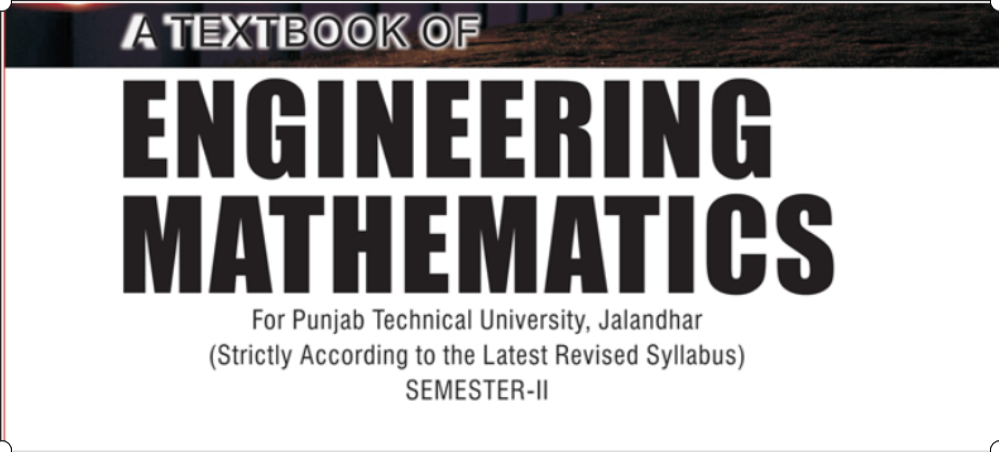 A TEXTBOOK OF
ENGINEERING
MATHEMATICS
For Punjab Technical University, Jalandhar
(Strictly According to the Latest Revised Syllabus)
SEMESTER-II